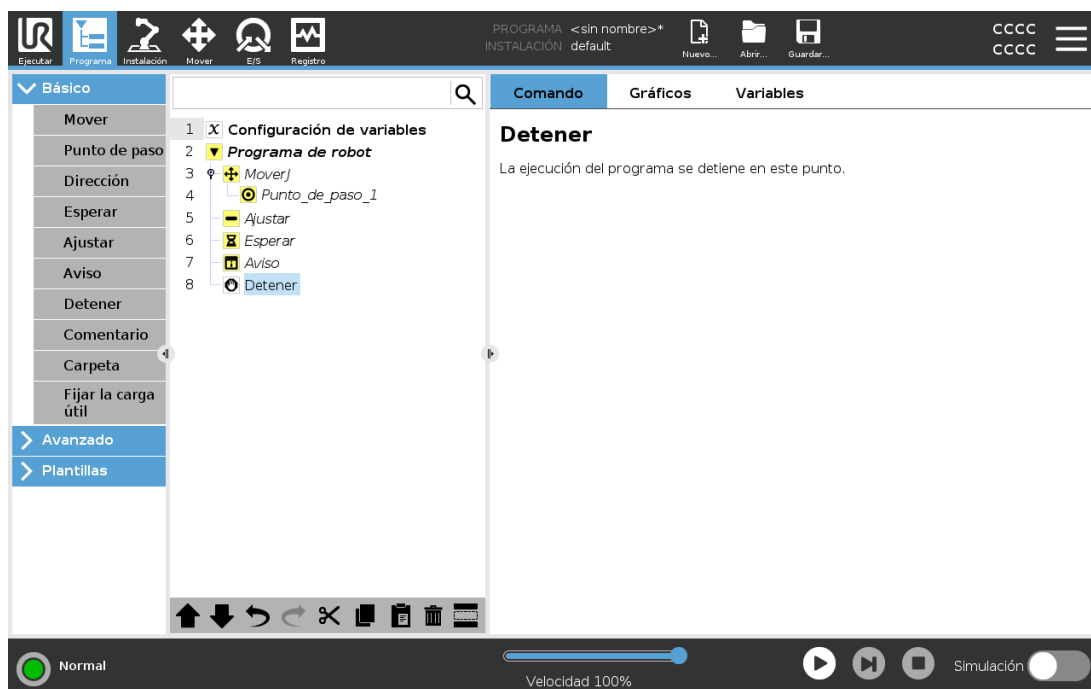 PROGRAMA <sin nombre>*
INSTALACIÓN default
CCCC
CCCC
UR
Ejecutar
Programa
Instalación
Mover
E/S
Registro
Nuevo...
Abrir...
Guardar...
Básico
Mover
Punto de paso
Dirección
Esperar
Ajustar
Aviso
Detener
Comentario
Carpeta
Fijar la carga
útil
Avanzado
Plantillas
1 X Configuración de variables
2 Programa de robot
3 MoverJ
4 Punto_de_paso_1
5 Ajustar
6 Esperar
7 Aviso
8 Detener
Comando
Gráficos
Variables
Detener
La ejecución del programa se detiene en este punto.
Normal
Velocidad 100%
Simulación